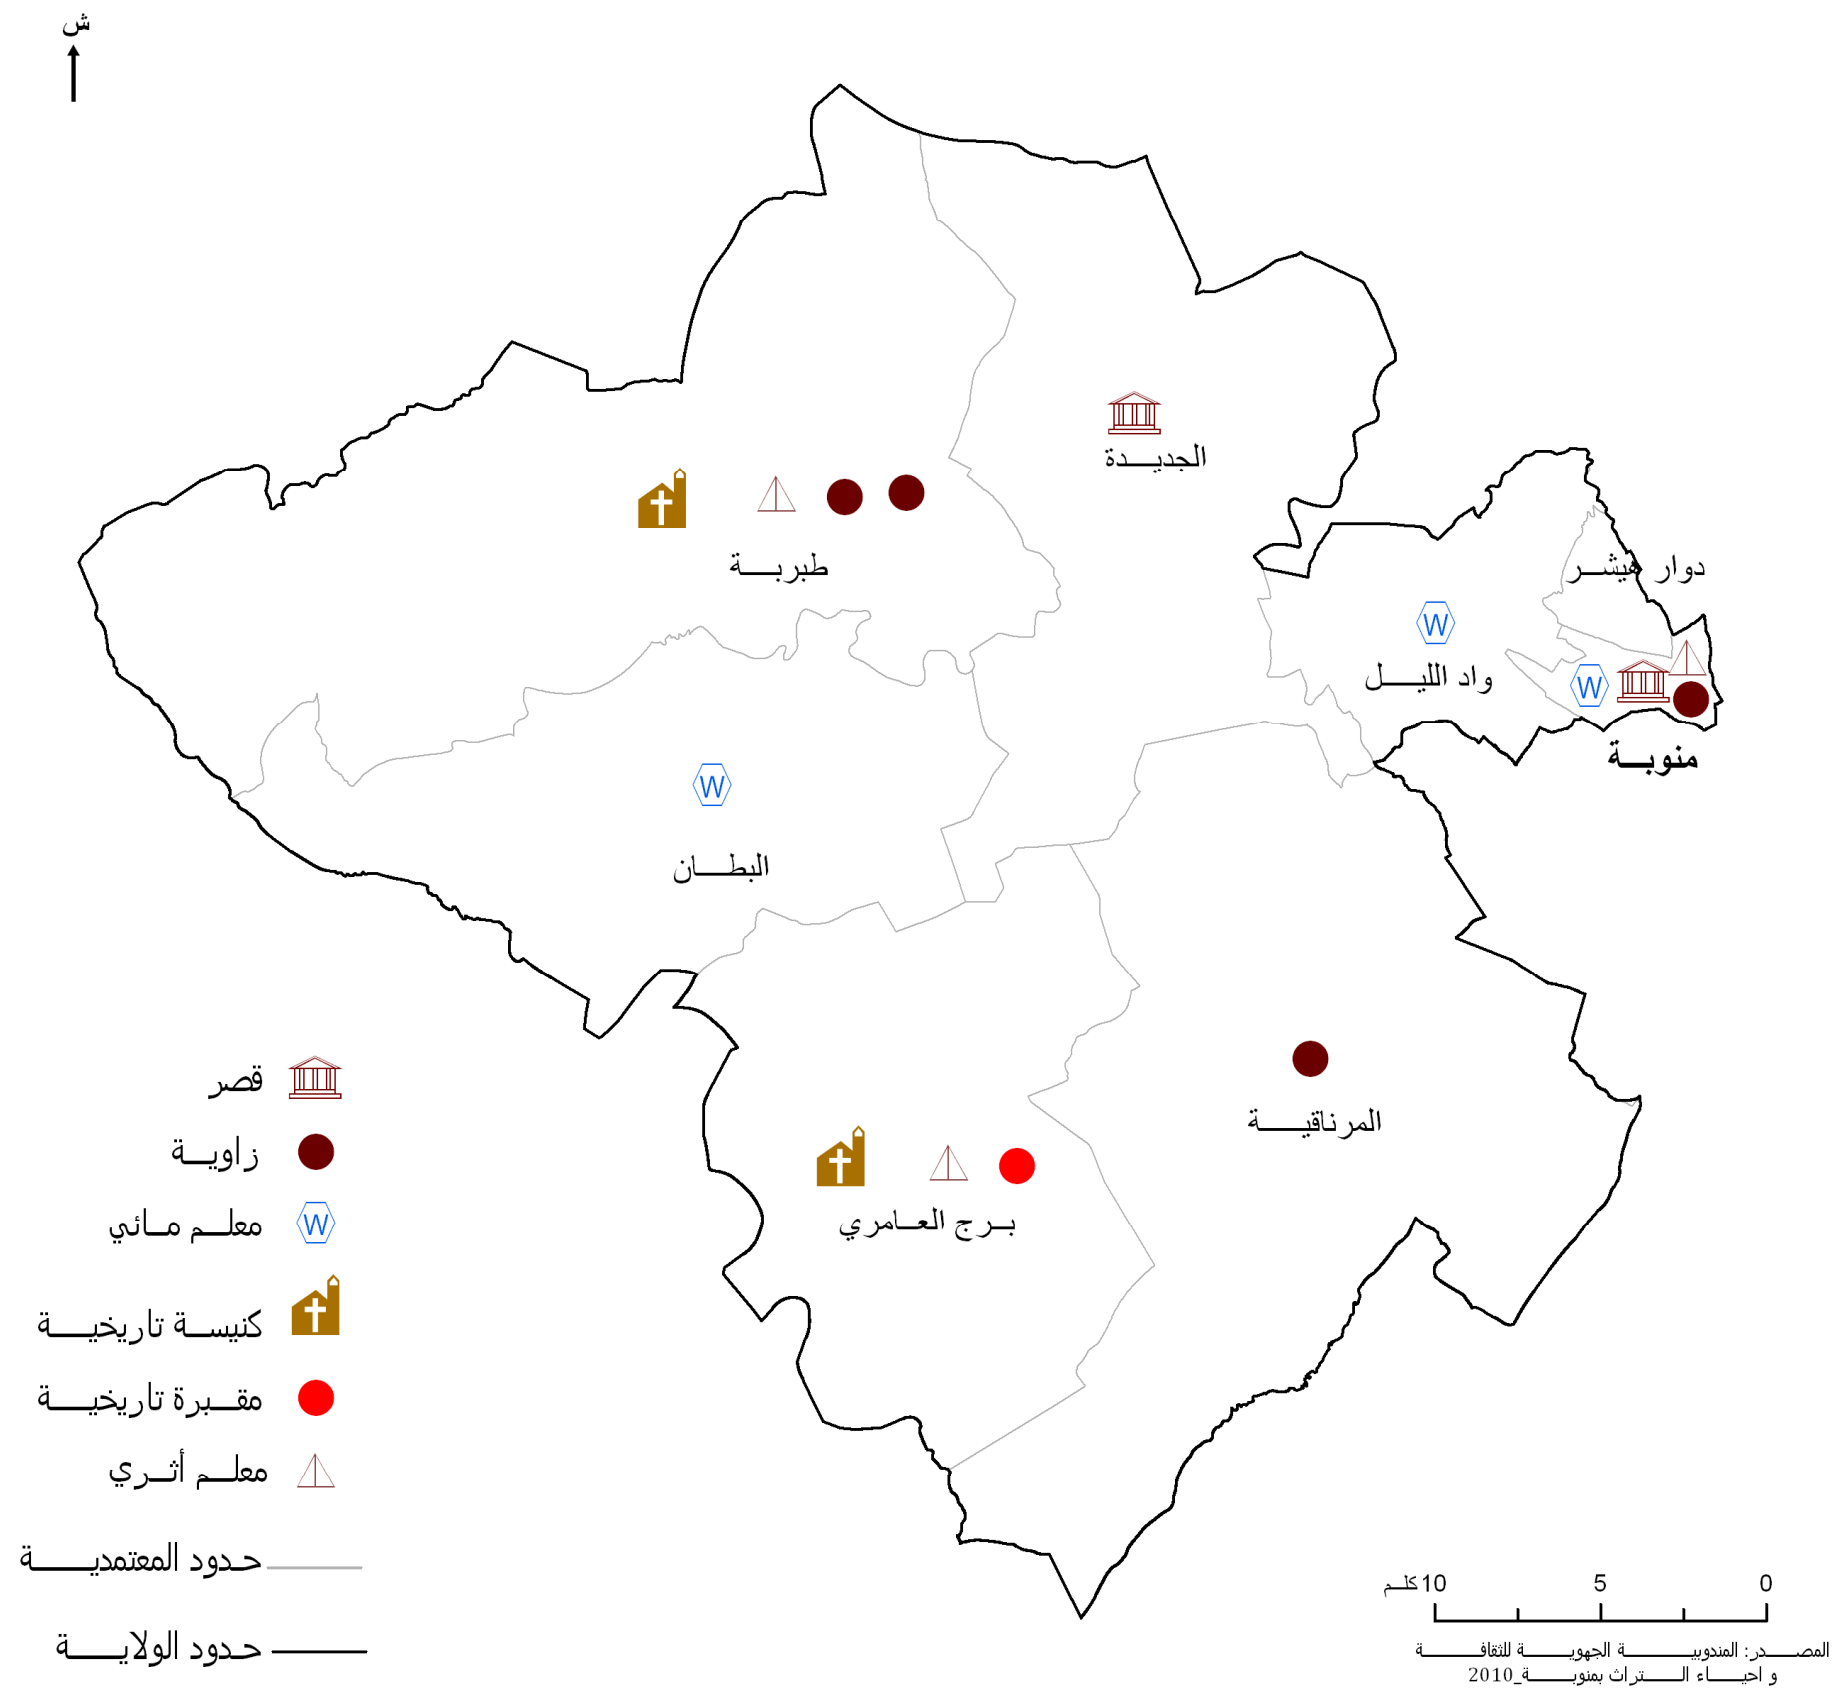 ش
الجديدة
طبربة
دوار هيشر
واد الليل
منوبة
البطان
المرناقية
برج العامري
قصر
زاوية
معلم مائي
كنيسة تاريخية
مقبرة تاريخية
معلم أثري
حدود المعتمدية
حدود الولاية
0 5 10 كلم
المصدر: المندوبية الجهوية للثقافة
و احياء التراث بمنوبة_2010
W
W
W
W